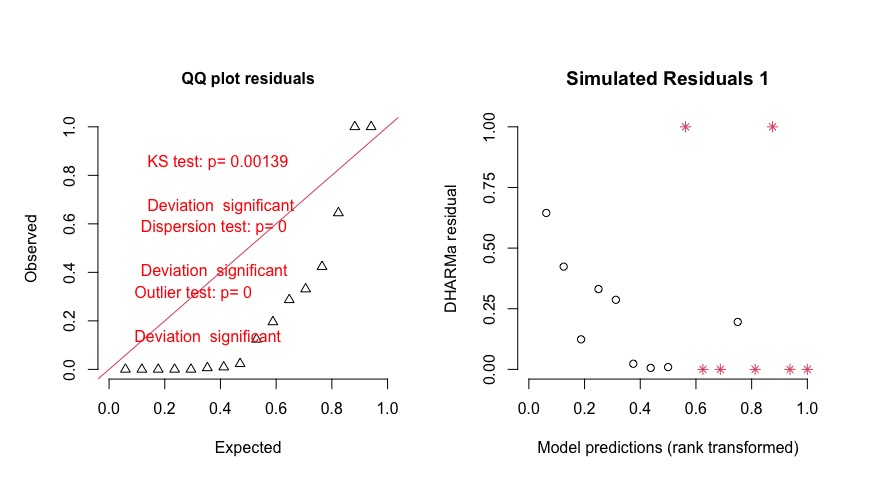 QQ plot residuals
1.0
0.8
0.6
0.4
0.2
0.0
Observed
KS test: p= 0.00139
Deviation  significant
Dispersion test: p= 0
Deviation  significant
Outlier test: p= 0
Deviation  significant
0.0 0.2 0.4 0.6 0.8 1.0
Expected
Simulated Residuals 1
1.00
0.75
0.50
0.25
0.00
DHARMa residual
0.0 0.2 0.4 0.6 0.8 1.0
Model predictions (rank transformed)